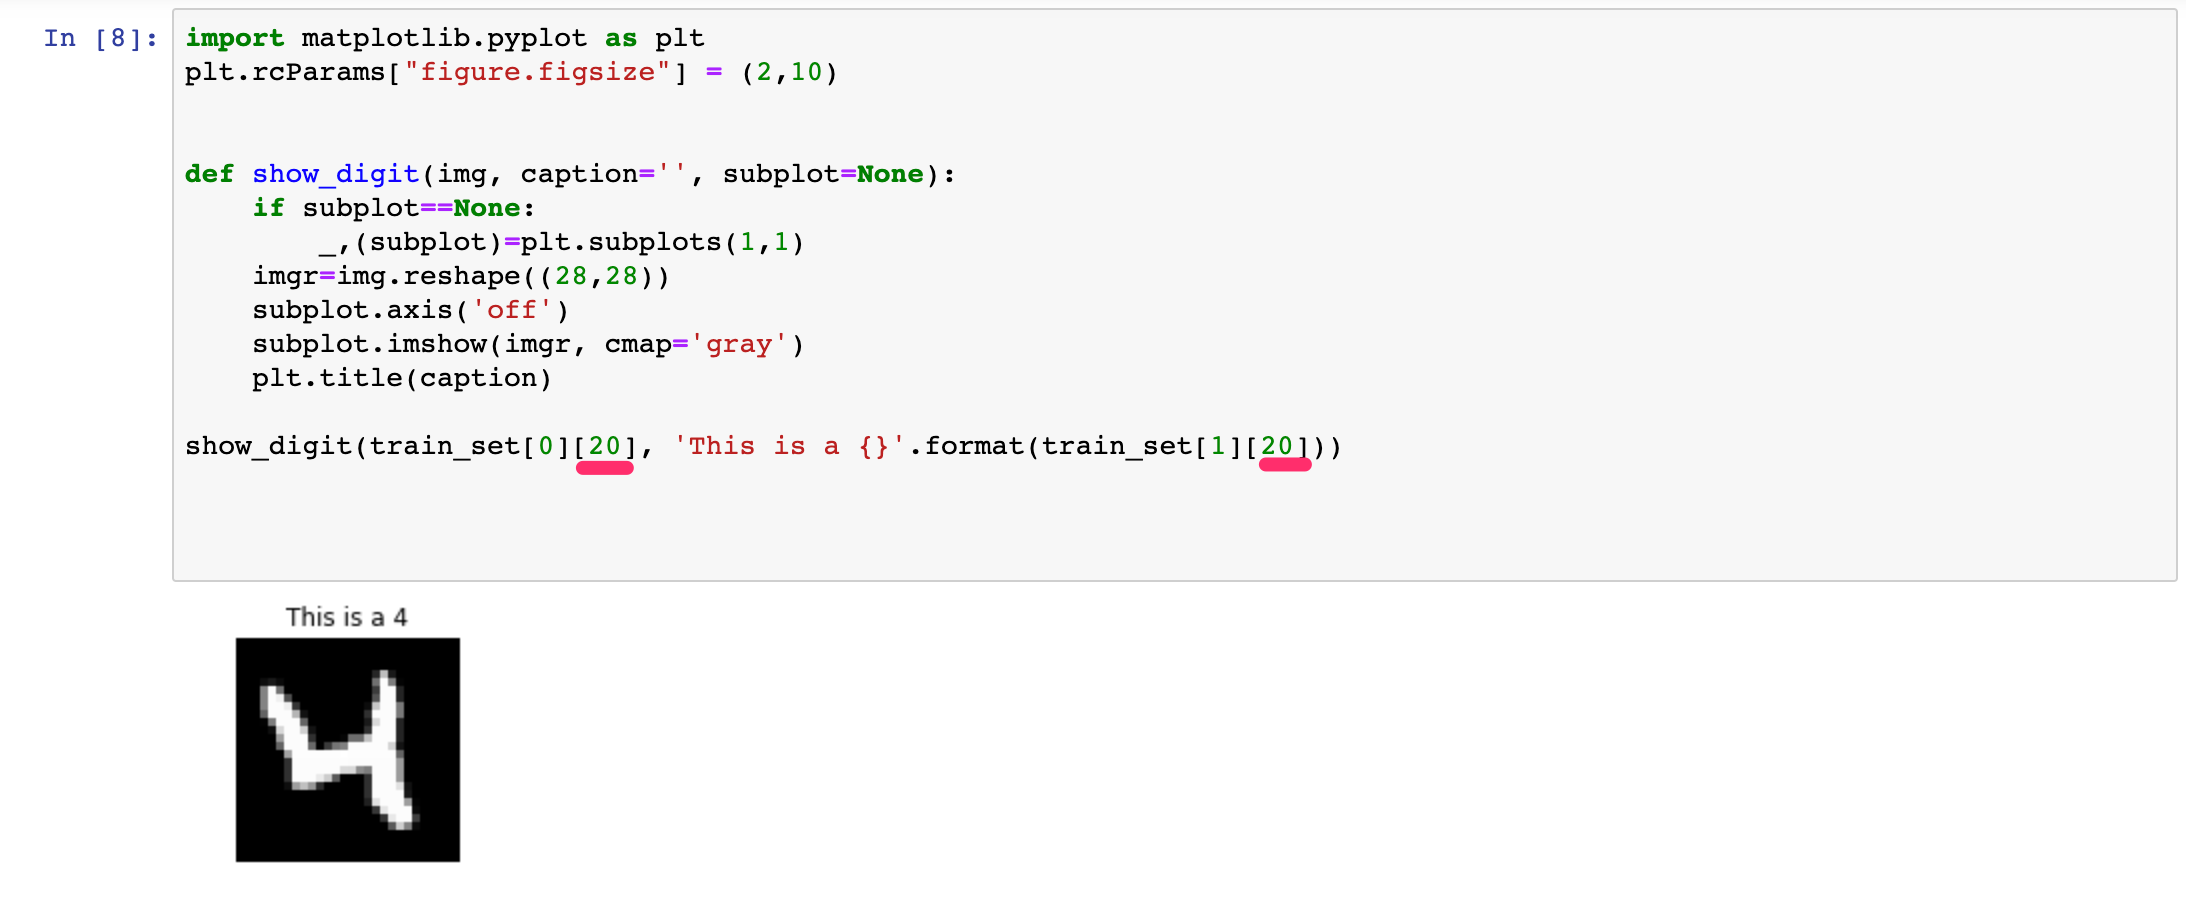 In [8]:
import matplotlib.pyplot as plt
plt.rcParams["figure.figsize"] = (2,10)
def show_digit(img, caption='', subplot=None):
    if subplot==None:
        _,(subplot)=plt.subplots(1,1)
    imgr=img.reshape((28,28))
    subplot.axis('off')
    subplot.imshow(imgr, cmap='gray')
    plt.title(caption)
show_digit(train_set[0][20], 'This is a {}'.format(train_set[1][20]))
This is a 4
4